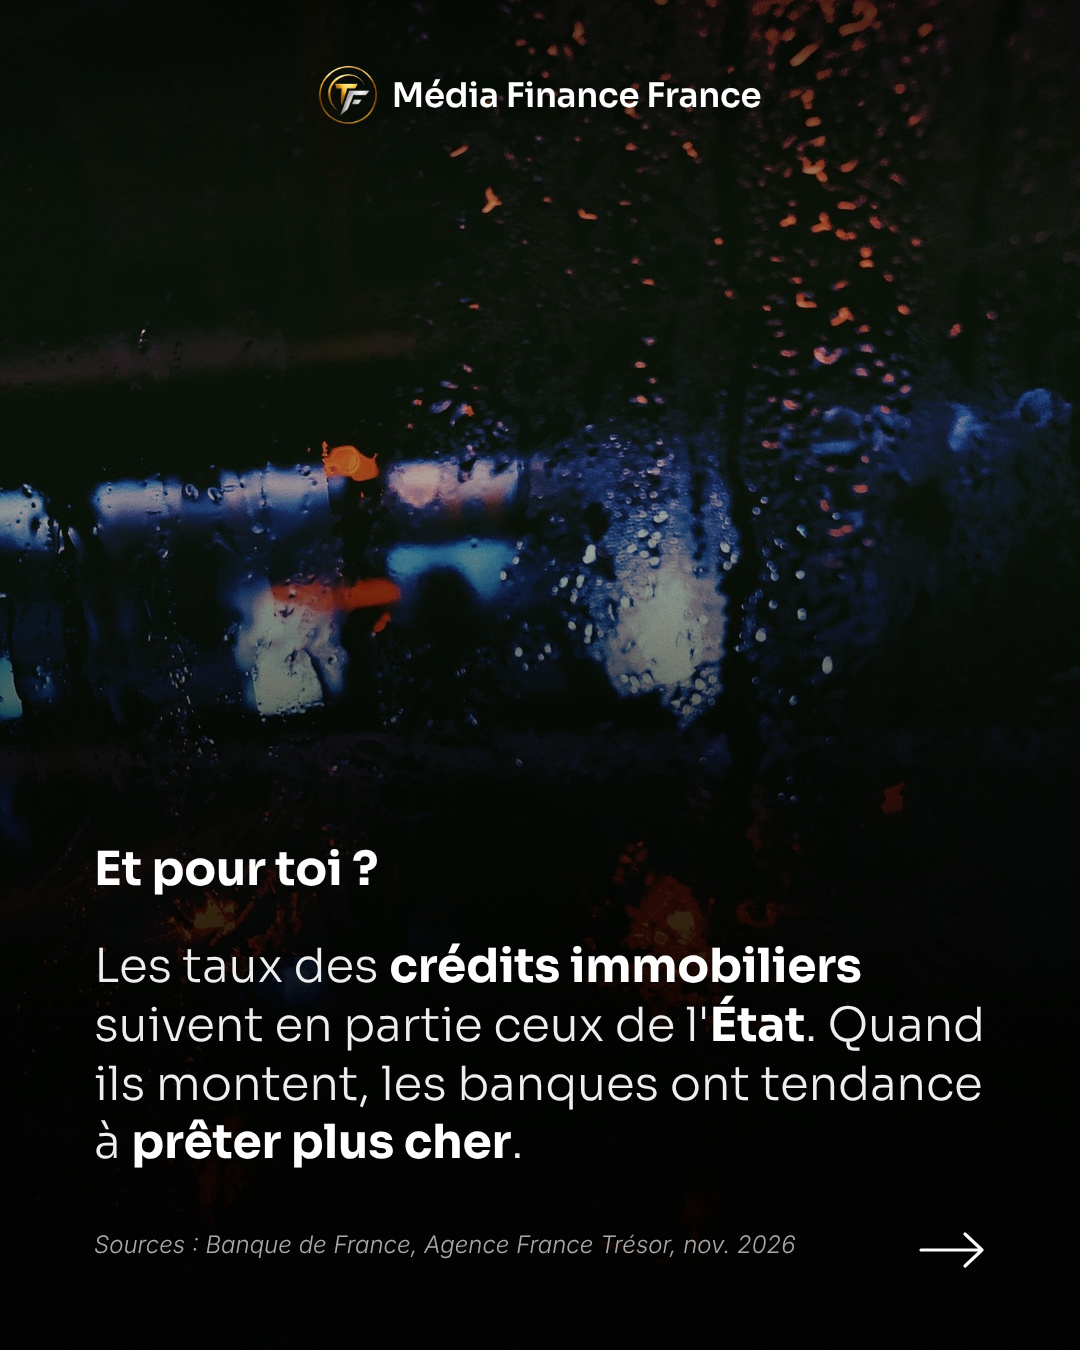 TF Média Finance France
Et pour toi ?
Les taux des crédits immobiliers
suivent en partie ceux de l'État. Quand
ils montent, les banques ont tendance
à prêter plus cher.
Sources : Banque de France, Agence France Trésor, nov. 2026